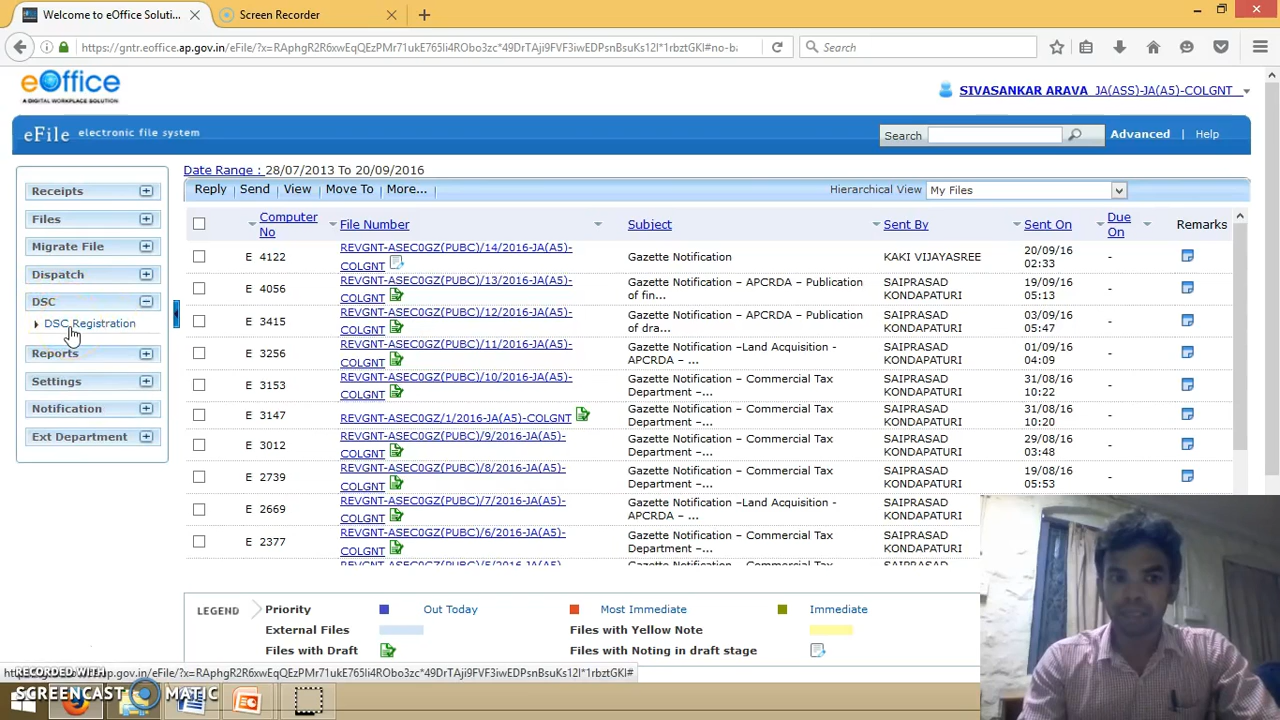 Welcome to eOffice Soluti...
Screen Recorder
https://gntr.eoffice.ap.gov.in/eFile/?x=RAphgR2R6xwEqQEzPMr71ukE765li4RObo3zc*49DrTAji9FVF3iwEDPsnBsuKs12l*1rbztGKl#no-ba
Search
eOffice
A DIGITAL WORKPLACE SOLUTION
SIVASANKAR ARAVA JA(ASS)-JA(A5)-COLGNT
eFile electronic file system
Search
Advanced | Help
Date Range : 28/07/2013 To 20/09/2016
Reply Send View Move To More...
Hierarchical View My Files
Receipts
Files
Migrate File
Dispatch
DSC
DSC Registration
Reports
Settings
Notification
Ext Department
Computer No File Number Subject Sent By Sent On Due On Remarks
E 4122 REVGNT-ASEC0GZ(PUBC)/14/2016-JA(A5)-COLGNT Gazette Notification KAKI VIJAYASREE 20/09/16 02:33 -
E 4056 REVGNT-ASEC0GZ(PUBC)/13/2016-JA(A5)-COLGNT Gazette Notification – APCRDA – Publication of fin... SAIPRASAD KONDAPATURI 19/09/16 05:13 -
E 3415 REVGNT-ASEC0GZ(PUBC)/12/2016-JA(A5)-COLGNT Gazette Notification – APCRDA – Publication of dra... SAIPRASAD KONDAPATURI 03/09/16 05:47 -
E 3256 REVGNT-ASEC0GZ(PUBC)/11/2016-JA(A5)-COLGNT Gazette Notification –Land Acquisition - APCRDA – ... SAIPRASAD KONDAPATURI 01/09/16 04:09 -
E 3153 REVGNT-ASEC0GZ(PUBC)/10/2016-JA(A5)-COLGNT Gazette Notification – Commercial Tax Department –... SAIPRASAD KONDAPATURI 31/08/16 10:22 -
E 3147 REVGNT-ASEC0GZ/1/2016-JA(A5)-COLGNT Gazette Notification – Commercial Tax Department –... SAIPRASAD KONDAPATURI 31/08/16 10:20 -
E 3012 REVGNT-ASEC0GZ(PUBC)/9/2016-JA(A5)-COLGNT Gazette Notification – Commercial Tax Department –... SAIPRASAD KONDAPATURI 29/08/16 03:48 -
E 2739 REVGNT-ASEC0GZ(PUBC)/8/2016-JA(A5)-COLGNT Gazette Notification – Commercial Tax Department –... SAIPRASAD KONDAPATURI 19/08/16 05:53 -
E 2669 REVGNT-ASEC0GZ(PUBC)/7/2016-JA(A5)-COLGNT Gazette Notification –Land Acquisition - APCRDA – ... SAIPRASAD KONDAPATURI
E 2377 REVGNT-ASEC0GZ(PUBC)/6/2016-JA(A5)-COLGNT Gazette Notification – Commercial Tax Department –... SAIPRASAD KONDAPATURI
LEGEND Priority Out Today Most Immediate Immediate
External Files Files with Yellow Note
Files with Draft Files with Noting in draft stage
ap.gov.in/eFile/?x=RAphgR2R6xwEqQEzPMr71ukE765li4RObo3zc*49DrTAji9FVF3iwEDPsnBsuKs12l*1rbztGKl#
RECORDED WITH
SCREENCAST MATIC